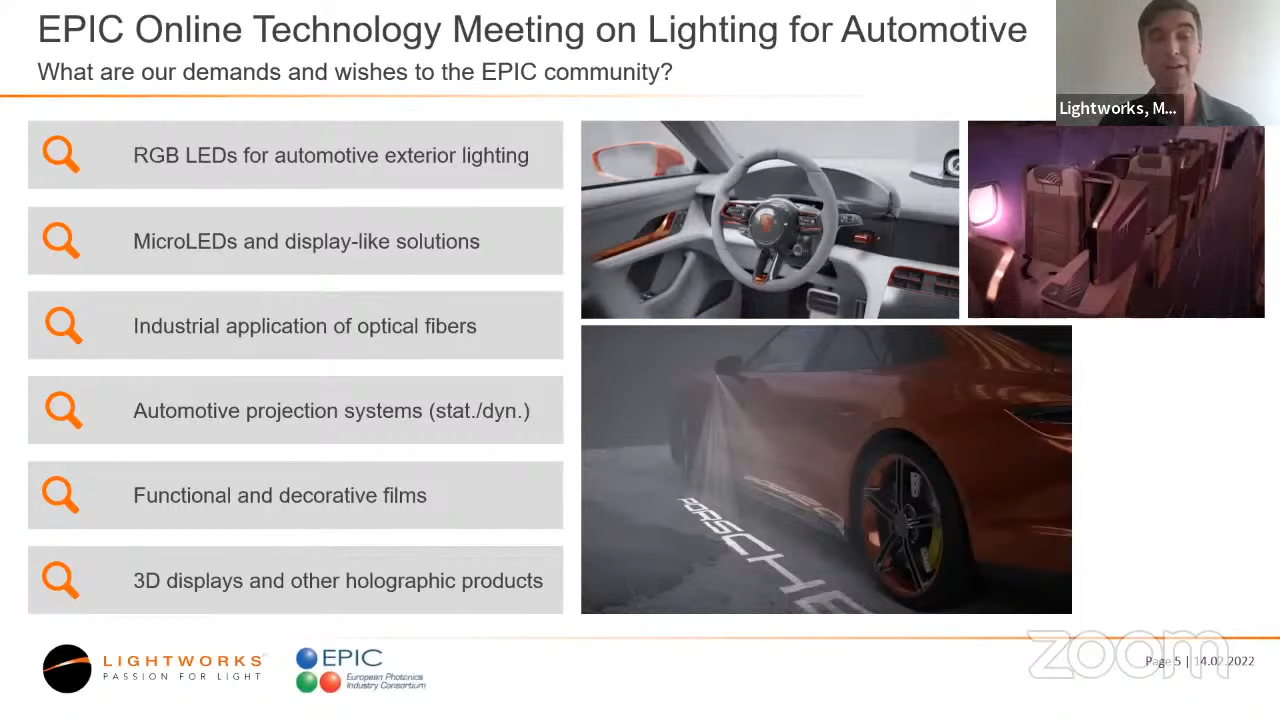 EPIC Online Technology Meeting on Lighting for Automotive
What are our demands and wishes to the EPIC community?
Lightworks, M...
RGB LEDs for automotive exterior lighting
MicroLEDs and display-like solutions
Industrial application of optical fibers
Automotive projection systems (stat./dyn.)
Functional and decorative films
3D displays and other holographic products
PORSCHE
LIGHTWORKS
PASSION FOR LIGHT
EPIC
European Photonics
Industry Consortium
zoom
Page 5 | 14.02.2022